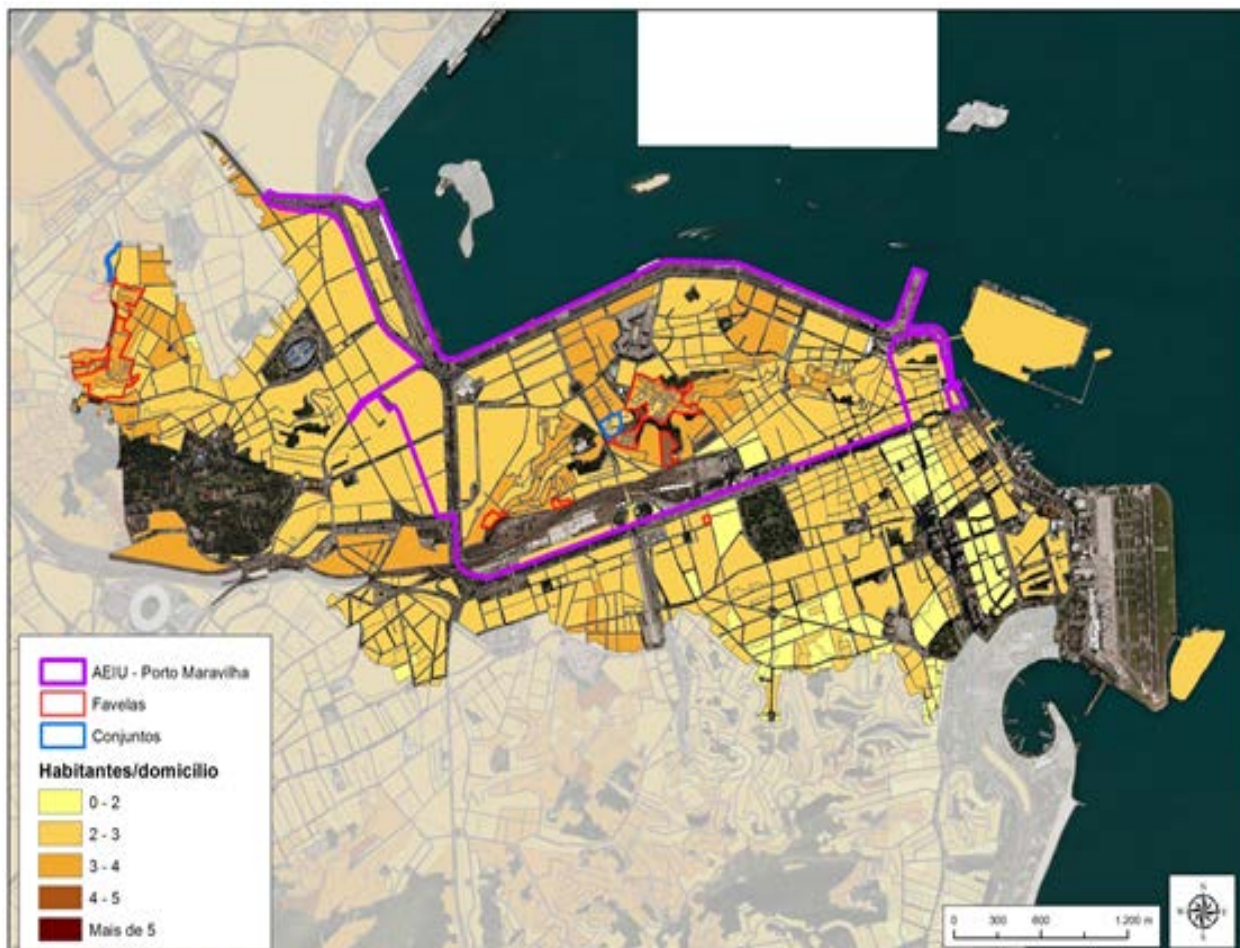 AEIU - Porto Maravilha
Favelas
Conjuntos
Habitantes/domicílio
0 - 2
2 - 3
3 - 4
4 - 5
Mais de 5
0 300 600 1.200 m
N
S